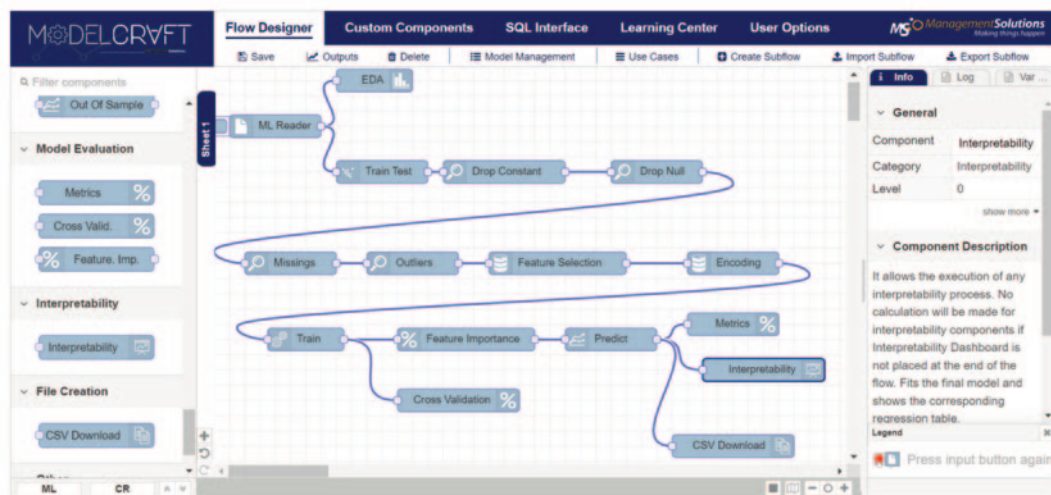 MODELCRAFT
Flow Designer
Custom Components
SQL Interface
Learning Center
User Options
MS ManagementSolutions
Making things happen
Save
Outputs
Delete
Model Management
Use Cases
Create Subflow
Import Subflow
Export Subflow
Filter components
Out Of Sample
Model Evaluation
Metrics
Cross Valid.
Feature. Imp.
Interpretability
Interpretability
File Creation
CSV Download
Other
ML
CR
Sheet 1
EDA
ML Reader
Train Test
Drop Constant
Drop Null
Missings
Outliers
Feature Selection
Encoding
Train
Feature Importance
Predict
Metrics
Interpretability
Cross Validation
CSV Download
Info
Log
Var ...
General
Component Interpretability
Category Interpretability
Level 0
show more
Component Description
It allows the execution of any
interpretability process. No
calculation will be made for
interpretability components if
Interpretability Dashboard is
not placed at the end of the
flow. Fits the final model and
shows the corresponding
regression table.
Legend
Press input button again